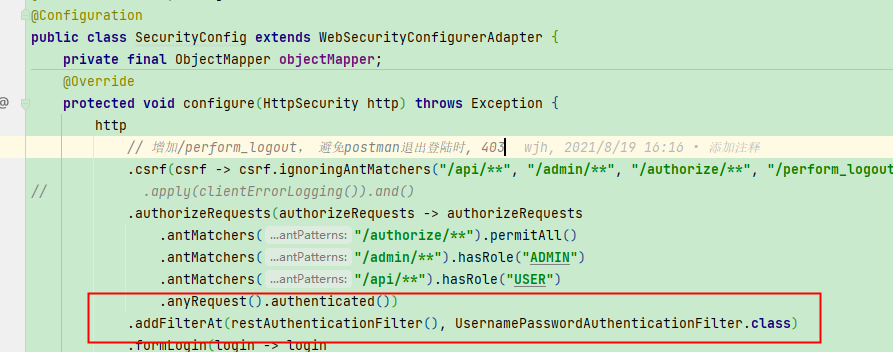 @Configuration
public class SecurityConfig extends WebSecurityConfigurerAdapter {
private final ObjectMapper objectMapper;
@Override
@ protected void configure(HttpSecurity http) throws Exception {
http
// 增加/perform_logout, 避免postman退出登陆时, 403 wjh, 2021/8/19 16:16 • 添加注释
.csrf(csrf -> csrf.ignoringAntMatchers("/api/**", "/admin/**", "/authorize/**", "/perform_logout
// .apply(clientErrorLogging()).and()
.authorizeRequests(authorizeRequests -> authorizeRequests
.antMatchers( ...antPatterns: "/authorize/**").permitAll()
.antMatchers( ...antPatterns: "/admin/**").hasRole("ADMIN")
.antMatchers( ...antPatterns: "/api/**").hasRole("USER")
.anyRequest().authenticated())
.addFilterAt(restAuthenticationFilter(), UsernamePasswordAuthenticationFilter.class)
.formLogin(login -> login